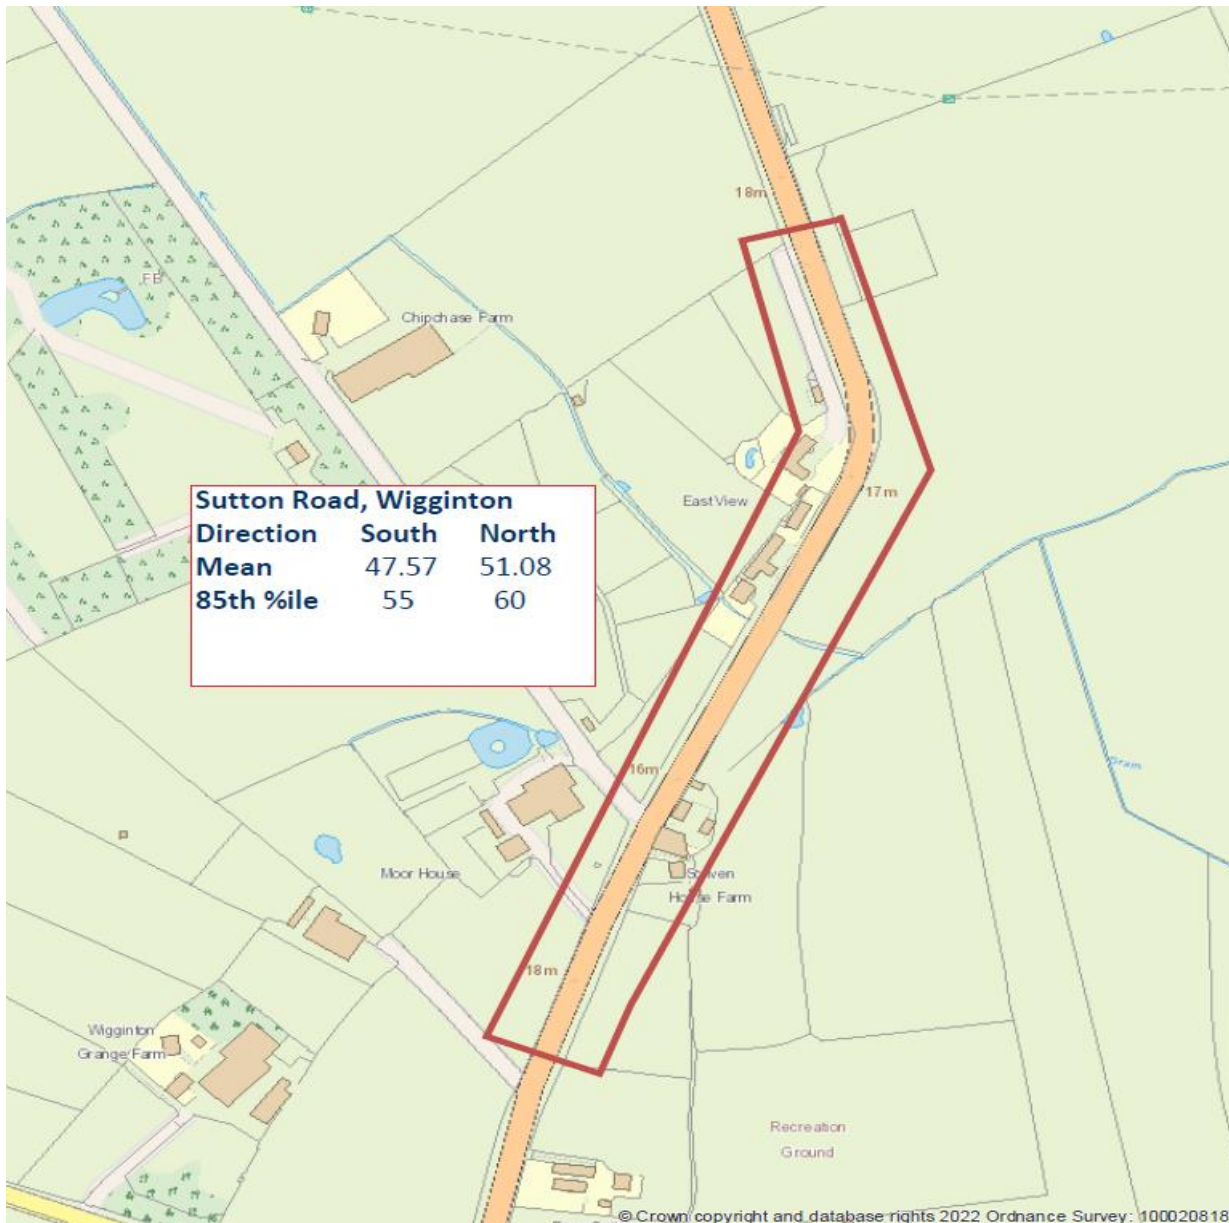 18m
FB
Chipchase Farm
East View
17m
Sutton Road, Wigginton
Direction South North
Mean 47.57 51.08
85th %ile 55 60
Drain
16m
Moor House
House Farm
18m
Wigginton
Grange Farm
Recreation
Ground
© Crown copyright and database rights 2022 Ordnance Survey: 100020818